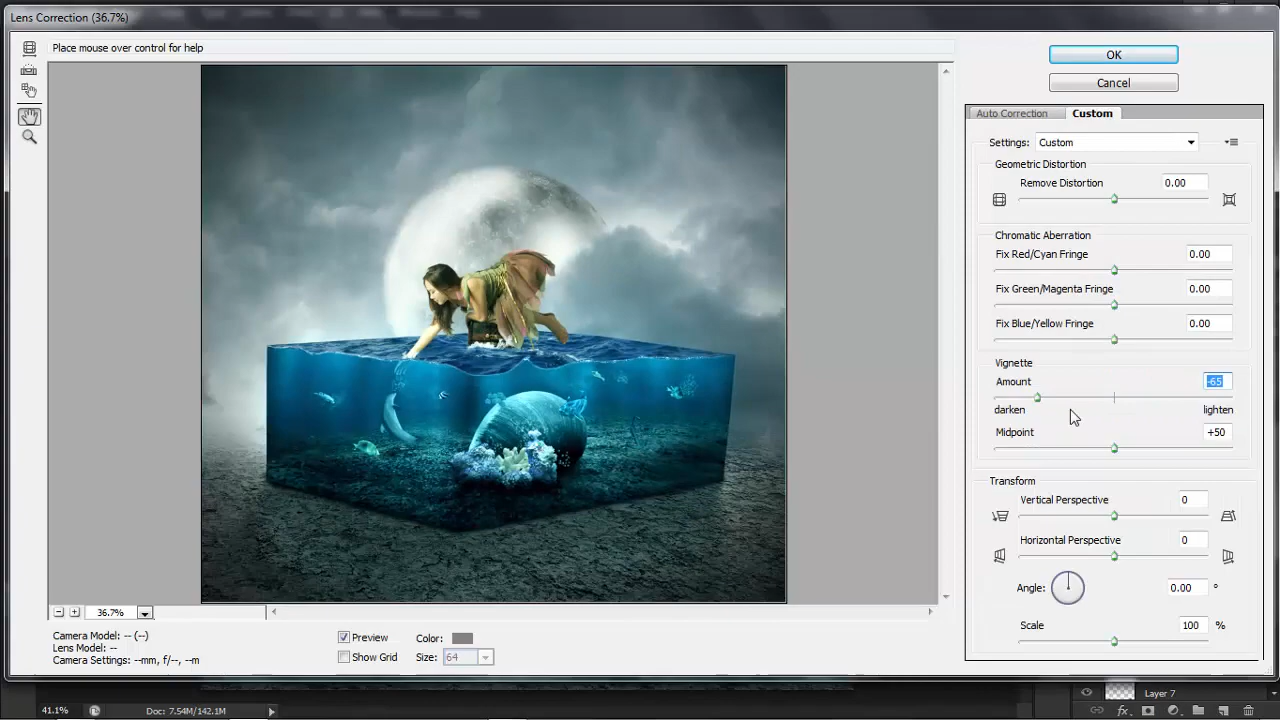 Lens Correction (36.7%)
Place mouse over control for help
OK
Cancel
Auto Correction Custom
Settings: Custom
Geometric Distortion
Remove Distortion 0.00
Chromatic Aberration
Fix Red/Cyan Fringe 0.00
Fix Green/Magenta Fringe 0.00
Fix Blue/Yellow Fringe 0.00
Vignette
Amount -65
darken lighten
Midpoint +50
Transform
Vertical Perspective 0
Horizontal Perspective 0
Angle: 0.00 °
Scale 100 %
36.7%
Camera Model: -- (--)
Lens Model: --
Camera Settings: --mm, f/--, --m
Preview Color:
Show Grid Size: 64
41.1% Doc: 7.54M/142.1M
Layer 7
fx